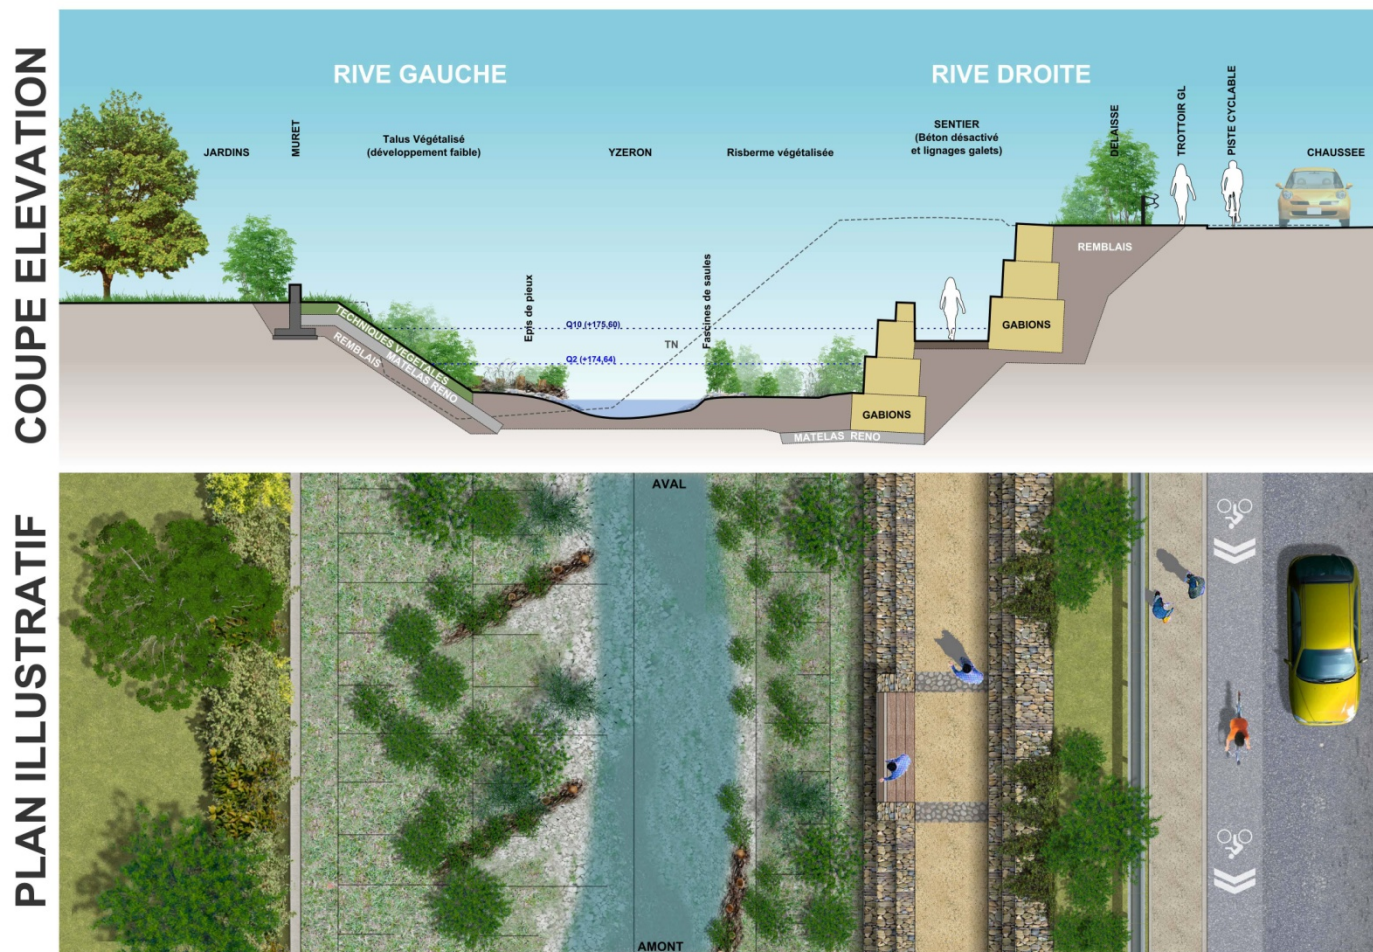 COUPE ELEVATION
RIVE GAUCHE
RIVE DROITE
JARDINS
MURET
Talus Végétalisé
(développement faible)
YZERON
Risberme végétalisée
SENTIER
(Béton désactivé
et lignages galets)
DELAISSE
TROTTOIR GL
PISTE CYCLABLE
CHAUSSEE
Epis de pieux
Fascines de saules
Q10 (+175,60)
TN
Q2 (+174,64)
TECHNIQUES VEGETALES
MATELAS RENO
REMBLAIS
REMBLAIS
GABIONS
GABIONS
MATELAS RENO
PLAN ILLUSTRATIF
AVAL
AMONT